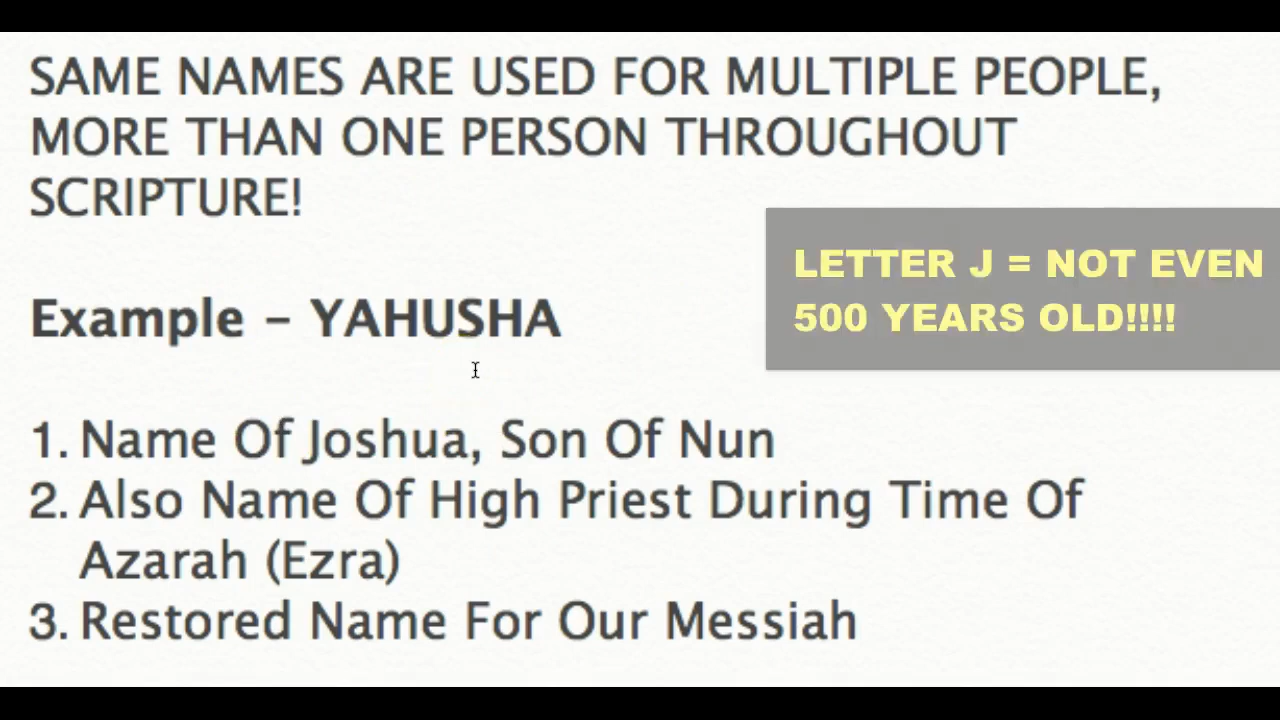 SAME NAMES ARE USED FOR MULTIPLE PEOPLE,
MORE THAN ONE PERSON THROUGHOUT
SCRIPTURE!
LETTER J = NOT EVEN
500 YEARS OLD!!!!
Example - YAHUSHA
1. Name Of Joshua, Son Of Nun
2. Also Name Of High Priest During Time Of
Azarah (Ezra)
3. Restored Name For Our Messiah